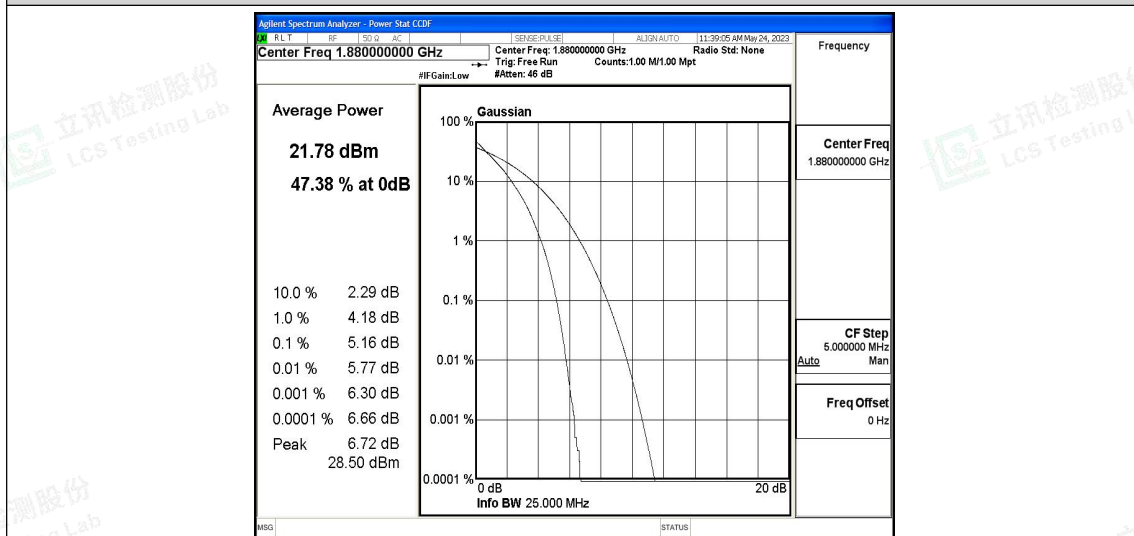 Agilent Spectrum Analyzer - Power Stat CCDF
LXI RLT RF 50 Ω AC SENSE:PULSE ALIGN AUTO 11:39:05 AM May 24, 2023
Center Freq 1.880000000 GHz
Center Freq: 1.880000000 GHz Radio Std: None
Trig: Free Run Counts:1.00 M/1.00 Mpt
#IFGain:Low #Atten: 46 dB
Average Power
21.78 dBm
47.38 % at 0dB
10.0 % 2.29 dB
1.0 % 4.18 dB
0.1 % 5.16 dB
0.01 % 5.77 dB
0.001 % 6.30 dB
0.0001 % 6.66 dB
Peak 6.72 dB
28.50 dBm
Gaussian
100 %
10 %
1 %
0.1 %
0.01 %
0.001 %
0.0001 %
0 dB 20 dB
Info BW 25.000 MHz
Frequency
Center Freq
1.880000000 GHz
CF Step
5.000000 MHz
Auto Man
Freq Offset
0 Hz
MSG STATUS
立讯检测股份
LCS Testing Lab
立讯检测股份
LCS Testing L
测股份
ng Lab